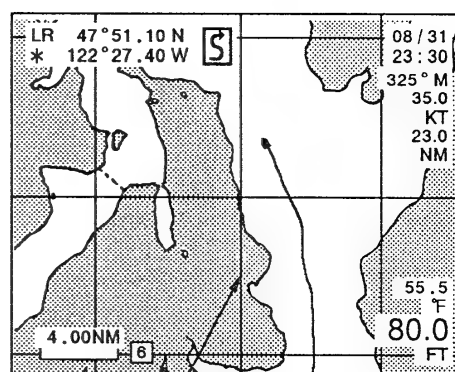 LR 47°51.10 N
* 122°27.40 W
08/31
23:30
325°M
35.0
KT
23.0
NM
55.5
°F
80.0
FT
4.00NM
6